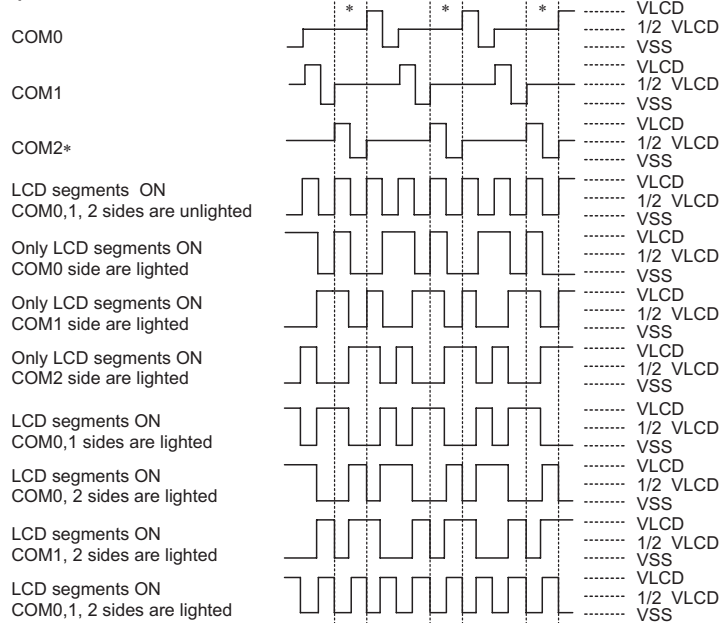 * * * VLCD
COM0 1/2 VLCD
VSS
VLCD
COM1 1/2 VLCD
VSS
VLCD
COM2* 1/2 VLCD
VSS
LCD segments ON VLCD
COM0,1, 2 sides are unlighted 1/2 VLCD
VSS
Only LCD segments ON VLCD
COM0 side are lighted 1/2 VLCD
VSS
Only LCD segments ON VLCD
COM1 side are lighted 1/2 VLCD
VSS
Only LCD segments ON VLCD
COM2 side are lighted 1/2 VLCD
VSS
LCD segments ON VLCD
COM0,1 sides are lighted 1/2 VLCD
VSS
LCD segments ON VLCD
COM0, 2 sides are lighted 1/2 VLCD
VSS
LCD segments ON VLCD
COM1, 2 sides are lighted 1/2 VLCD
VSS
LCD segments ON VLCD
COM0,1, 2 sides are lighted 1/2 VLCD
VSS